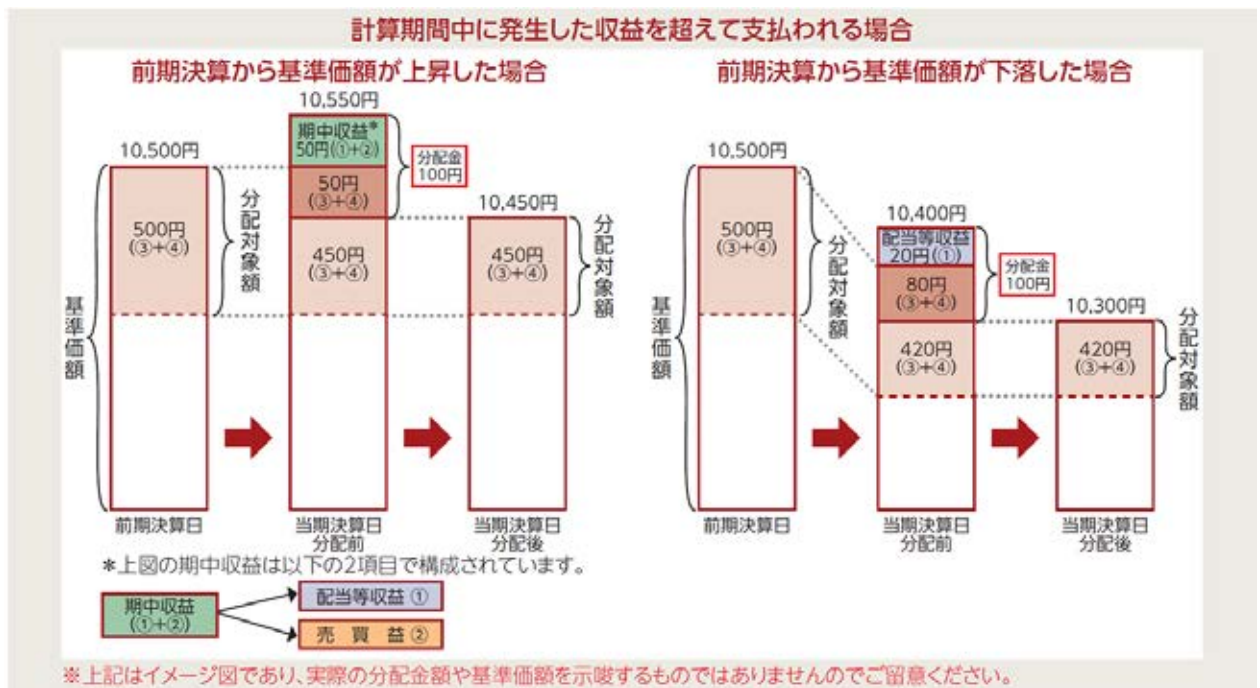 計算期間中に発生した収益を超えて支払われる場合
前期決算から基準価額が上昇した場合
10,550円
期中収益*
50円(①+②)
分配金
100円
10,500円
50円
(③+④)
10,450円
500円
(③+④)
分配対象額
450円
(③+④)
450円
(③+④)
分配対象額
基準価額
前期決算日
当期決算日
分配前
当期決算日
分配後
*上図の期中収益は以下の2項目で構成されています。
期中収益
(①+②)
配当等収益 ①
売 買 益 ②
前期決算から基準価額が下落した場合
10,500円
10,400円
配当等収益
20円(①)
分配金
100円
500円
(③+④)
分配対象額
80円
(③+④)
10,300円
420円
(③+④)
420円
(③+④)
分配対象額
基準価額
前期決算日
当期決算日
分配前
当期決算日
分配後
※上記はイメージ図であり、実際の分配金額や基準価額を示唆するものではありませんのでご留意ください。